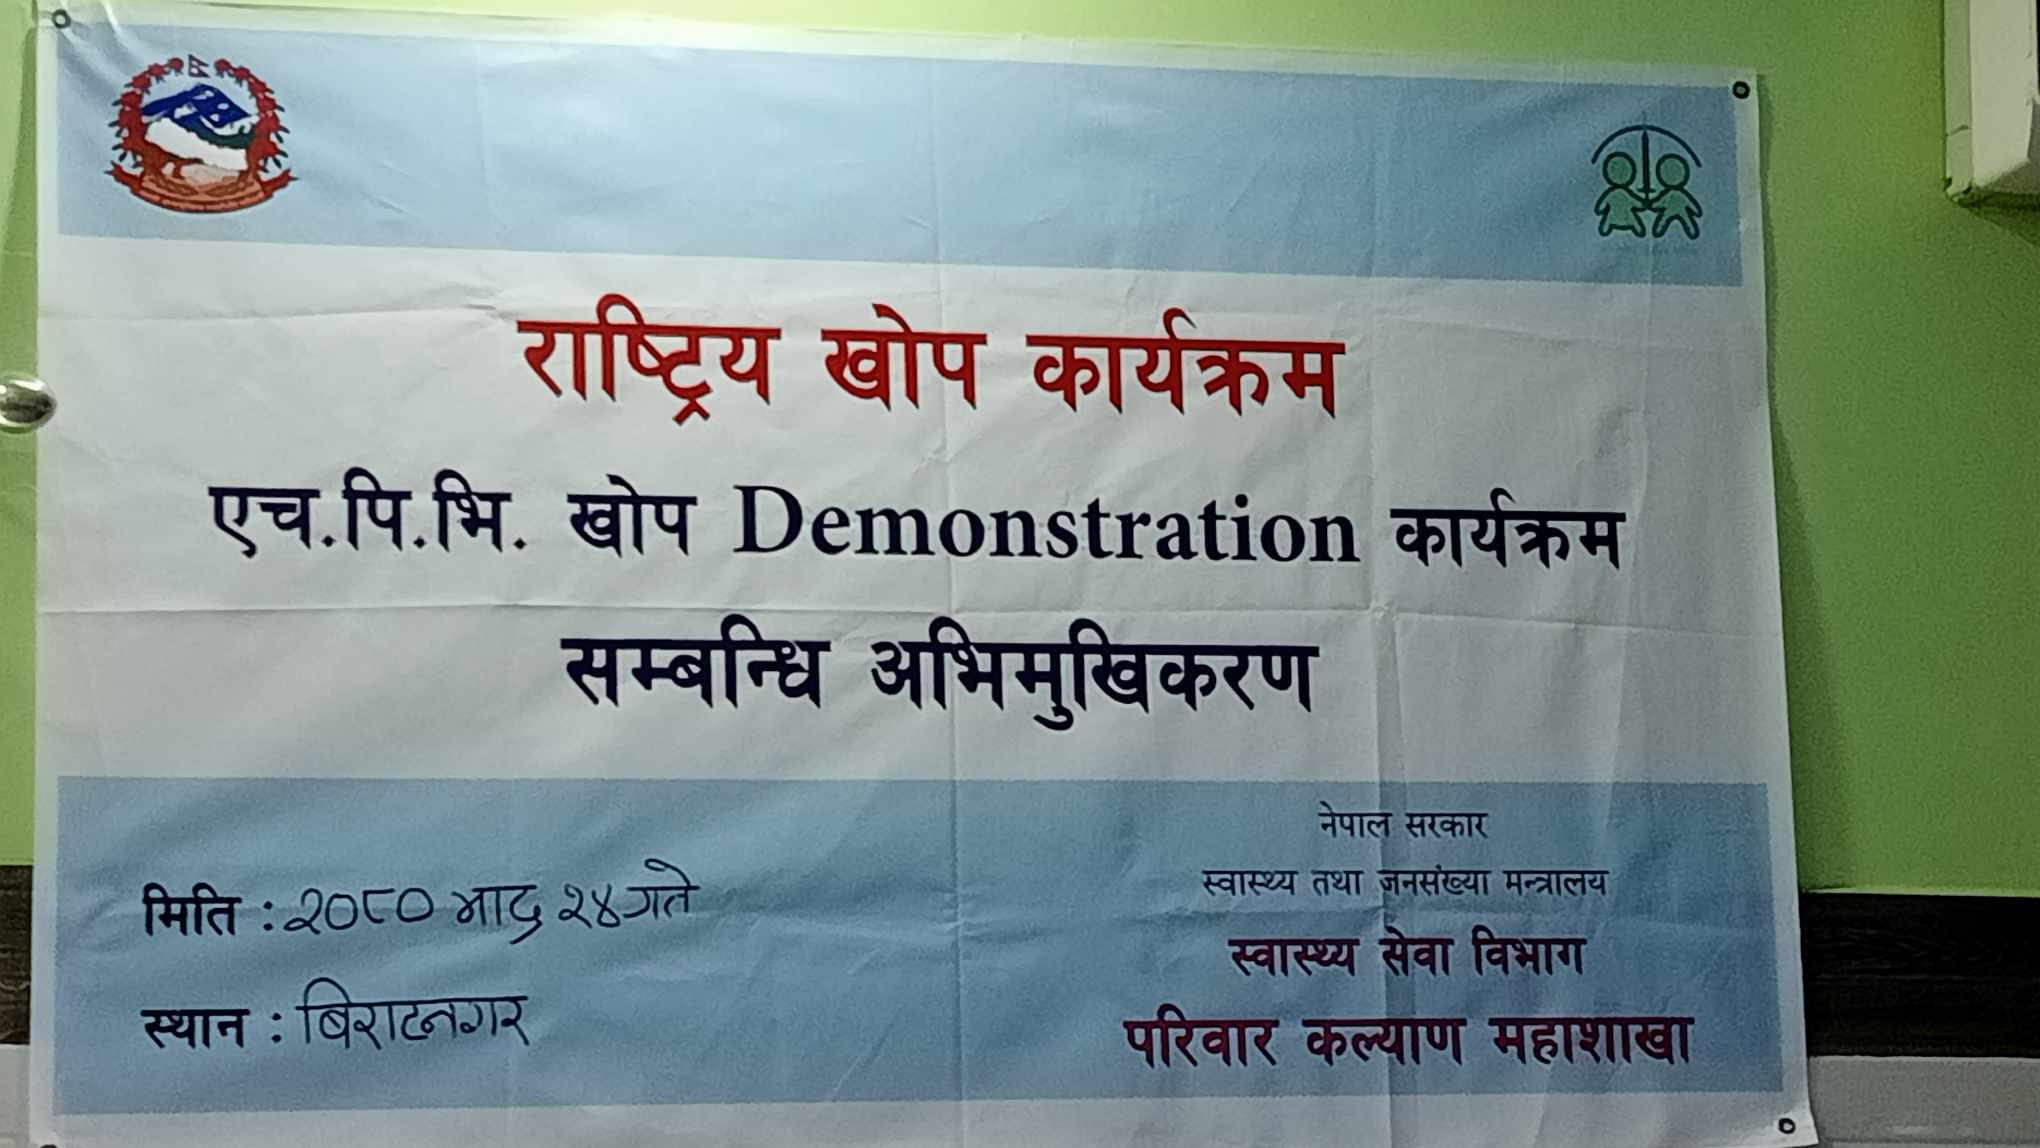 राष्ट्रिय खोप कार्यक्रम
एच.पि.भि. खोप Demonstration कार्यक्रम
सम्बन्धि अभिमुखिकरण
मिति : २०८० भाद्र २४ गते
स्थान : बिराटनगर
नेपाल सरकार
स्वास्थ्य तथा जनसंख्या मन्त्रालय
स्वास्थ्य सेवा विभाग
परिवार कल्याण महाशाखा